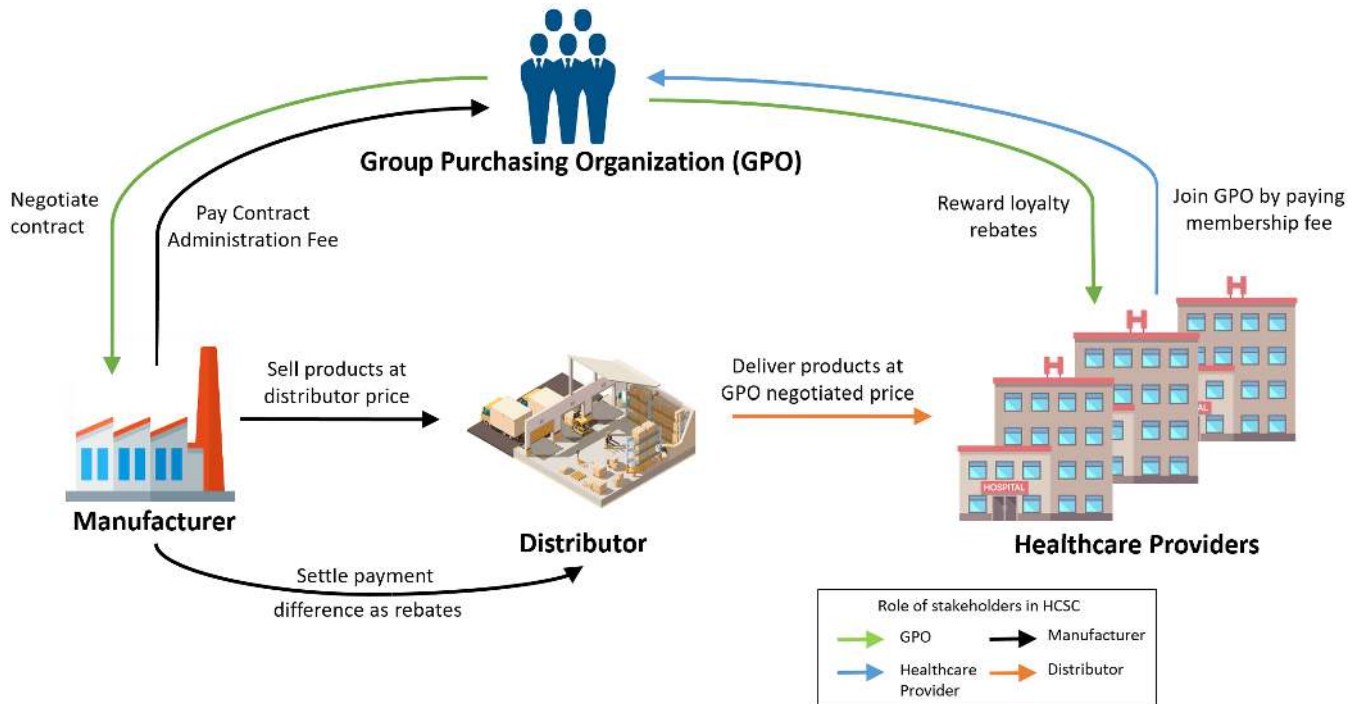 Group Purchasing Organization (GPO)
Negotiate
contract
Pay Contract
Administration Fee
Reward loyalty
rebates
Join GPO by paying
membership fee
Sell products at
distributor price
Deliver products at
GPO negotiated price
H
H
H
HOSPITAL
Manufacturer
Distributor
Healthcare Providers
Settle payment
difference as rebates
Role of stakeholders in HCSC
GPO
Manufacturer
Healthcare
Provider
Distributor